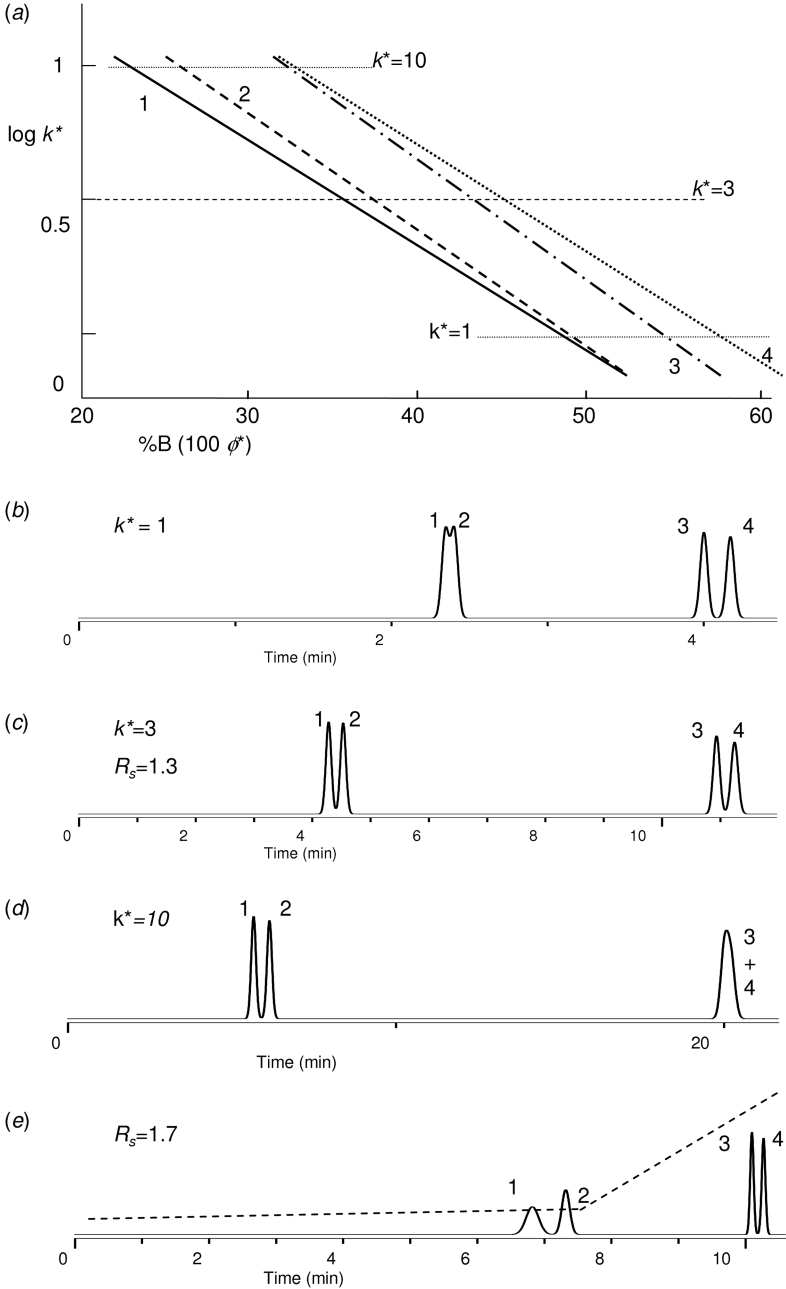 (a)
1
k*=10
2
1
log k*
k*=3
0.5
k*=1
3
4
0
20 30 40 50 60
%B (100 ϕ*)
(b)
k* = 1
1 2 3 4
0 2 4
Time (min)
(c)
k*=3
1 2 3 4
Rs=1.3
0 2 4 6 8 10
Time (min)
(d)
k*=10
1 2
3
+
4
0 20
Time (min)
(e)
Rs=1.7
3 4
1 2
0 2 4 6 8 10
Time (min)